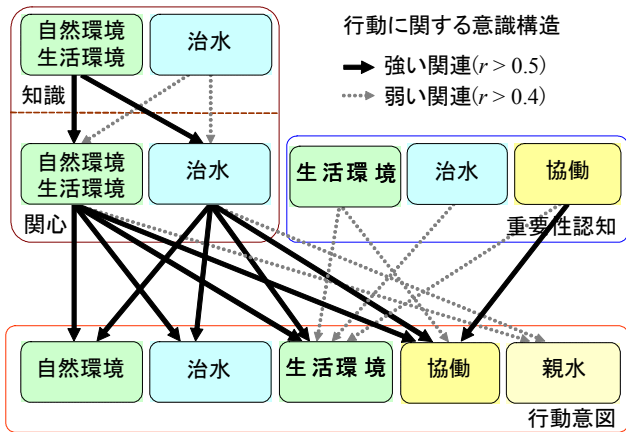 行動に関する意識構造
強い関連(r > 0.5)
弱い関連(r > 0.4)
自然環境
生活環境
治水
知識
自然環境
生活環境
治水
関心
生活環境
治水
協働
重要性認知
自然環境
治水
生活環境
協働
親水
行動意図